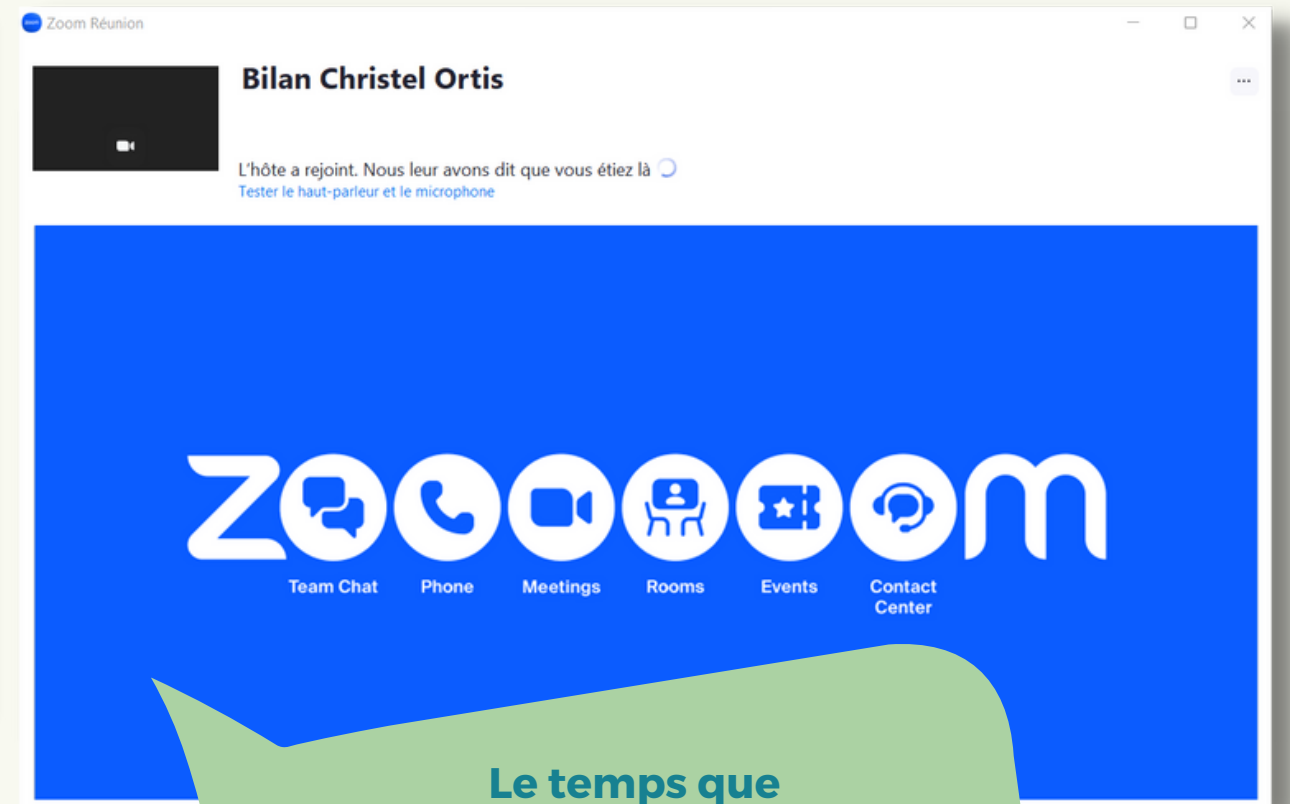 Zoom Réunion
Bilan Christel Ortis
L'hôte a rejoint. Nous leur avons dit que vous étiez là
Tester le haut-parleur et le microphone
zoooooom
Team Chat
Phone
Meetings
Rooms
Events
Contact
Center
Le temps que